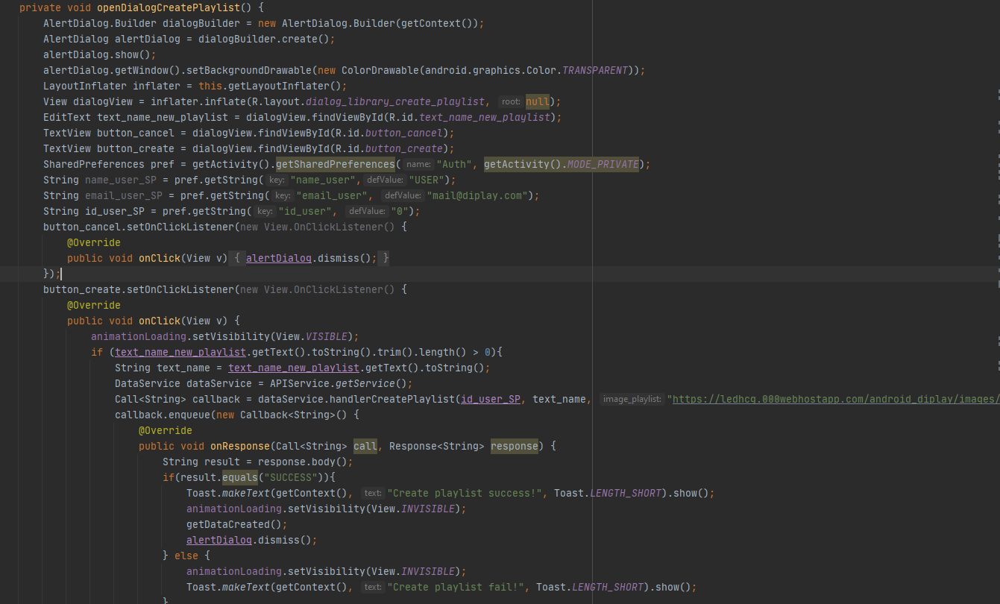 private void openDialogCreatePlaylist() {
AlertDialog.Builder dialogBuilder = new AlertDialog.Builder(getContext());
AlertDialog alertDialog = dialogBuilder.create();
alertDialog.show();
alertDialog.getWindow().setBackgroundDrawable(new ColorDrawable(android.graphics.Color.TRANSPARENT));
LayoutInflater inflater = this.getLayoutInflater();
View dialogView = inflater.inflate(R.layout.dialog_library_create_playlist, root: null);
EditText text_name_new_playlist = dialogView.findViewById(R.id.text_name_new_playlist);
TextView button_cancel = dialogView.findViewById(R.id.button_cancel);
TextView button_create = dialogView.findViewById(R.id.button_create);
SharedPreferences pref = getActivity().getSharedPreferences( name: "Auth", getActivity().MODE_PRIVATE);
String name_user_SP = pref.getString( key: "name_user", defValue: "USER");
String email_user_SP = pref.getString( key: "email_user", defValue: "mail@diplay.com");
String id_user_SP = pref.getString( key: "id_user", defValue: "0");
button_cancel.setOnClickListener(new View.OnClickListener() {
@Override
public void onClick(View v) { alertDialog.dismiss(); }
});
button_create.setOnClickListener(new View.OnClickListener() {
@Override
public void onClick(View v) {
animationLoading.setVisibility(View.VISIBLE);
if (text_name_new_playlist.getText().toString().trim().length() > 0){
String text_name = text_name_new_playlist.getText().toString();
DataService dataService = APIService.getService();
Call<String> callback = dataService.handlerCreatePlaylist(id_user_SP, text_name, image_playlist: "https://ledhcg.000webhostapp.com/android_diplay/images/
callback.enqueue(new Callback<String>() {
@Override
public void onResponse(Call<String> call, Response<String> response) {
String result = response.body();
if(result.equals("SUCCESS")){
Toast.makeText(getContext(), text: "Create playlist success!", Toast.LENGTH_SHORT).show();
animationLoading.setVisibility(View.INVISIBLE);
getDataCreated();
alertDialog.dismiss();
} else {
animationLoading.setVisibility(View.INVISIBLE);
Toast.makeText(getContext(), text: "Create playlist fail!", Toast.LENGTH_SHORT).show();
}